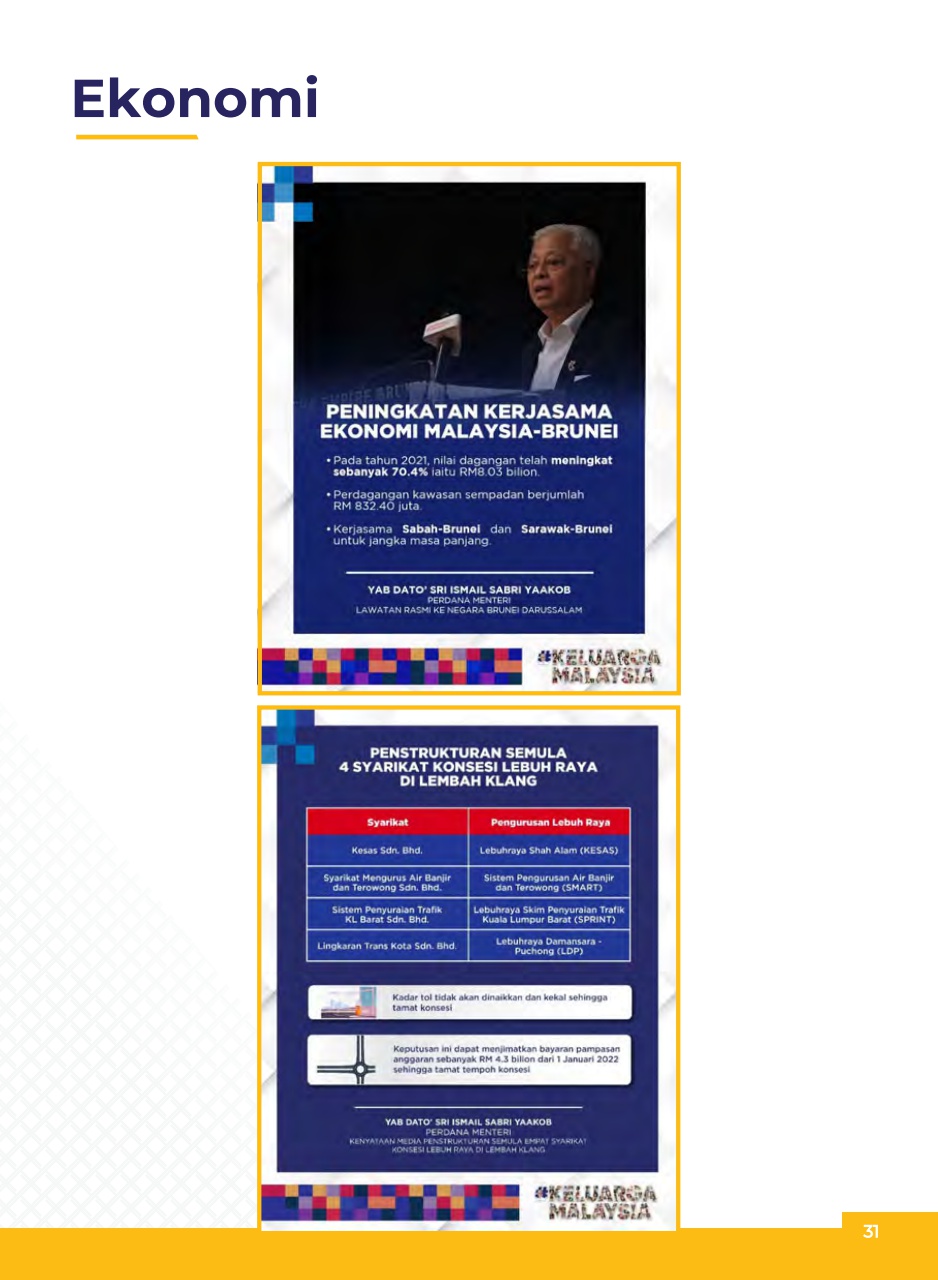 Ekonomi
PENINGKATAN KERJASAMA
EKONOMI MALAYSIA-BRUNEI
• Pada tahun 2021, nilai dagangan telah meningkat
sebanyak 70.4% iaitu RM8.03 bilion.
• Perdagangan kawasan sempadan berjumlah
RM 832.40 juta.
• Kerjasama Sabah-Brunei dan Sarawak-Brunei
untuk jangka masa panjang.
YAB DATO' SRI ISMAIL SABRI YAAKOB
PERDANA MENTERI
LAWATAN RASMI KE NEGARA BRUNEI DARUSSALAM
#KELUARGA
MALAYSIA
PENSTRUKTURAN SEMULA
4 SYARIKAT KONSESI LEBUH RAYA
DI LEMBAH KLANG
Syarikat Pengurusan Lebuh Raya
Kesas Sdn. Bhd. Lebuhraya Shah Alam (KESAS)
Syarikat Mengurus Air Banjir
dan Terowong Sdn. Bhd.
Sistem Pengurusan Air Banjir
dan Terowong (SMART)
Sistem Penyuraian Trafik
KL Barat Sdn. Bhd.
Lebuhraya Skim Penyuraian Trafik
Kuala Lumpur Barat (SPRINT)
Lingkaran Trans Kota Sdn. Bhd.
Lebuhraya Damansara -
Puchong (LDP)
Kadar tol tidak akan dinaikkan dan kekal sehingga
tamat konsesi
Keputusan ini dapat menjimatkan bayaran pampasan
anggaran sebanyak RM 4.3 bilion dari 1 Januari 2022
sehingga tamat tempoh konsesi
YAB DATO' SRI ISMAIL SABRI YAAKOB
PERDANA MENTERI
KENYATAAN MEDIA PENSTRUKTURAN SEMULA EMPAT SYARIKAT
KONSESI LEBUH RAYA DI LEMBAH KLANG
#KELUARGA
MALAYSIA
31